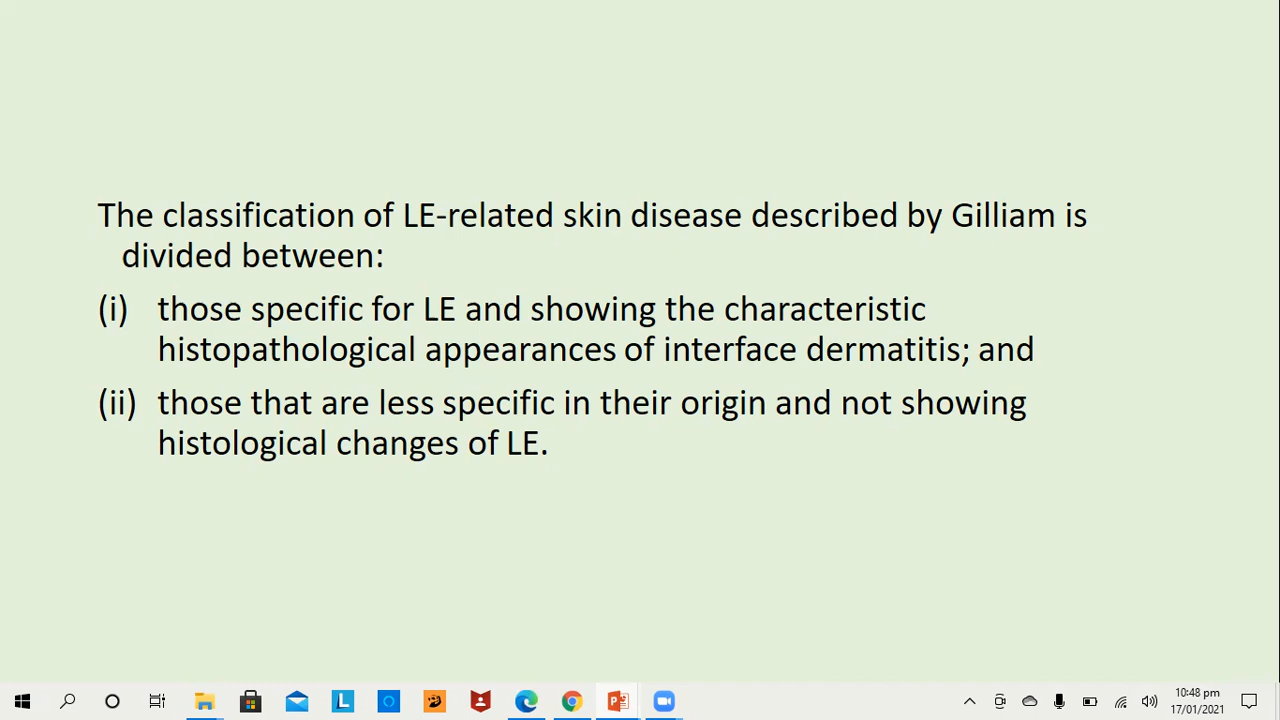 The classification of LE-related skin disease described by Gilliam is
divided between:
(i) those specific for LE and showing the characteristic
histopathological appearances of interface dermatitis; and
(ii) those that are less specific in their origin and not showing
histological changes of LE.
10:48 pm
17/01/2021